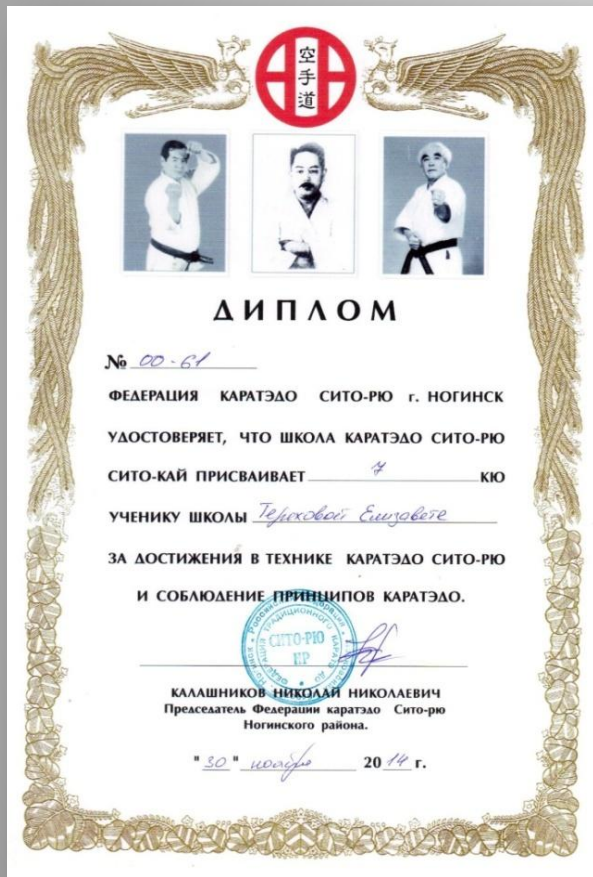 空
手
道
ДИПЛОМ
№ 00-61
ФЕДЕРАЦИЯ КАРАТЭДО СИТО-РЮ г. НОГИНСК
УДОСТОВЕРЯЕТ, ЧТО ШКОЛА КАРАТЭДО СИТО-РЮ
СИТО-КАЙ ПРИСВАИВАЕТ 7 КЮ
УЧЕНИКУ ШКОЛЫ Тероховой Елизавете
ЗА ДОСТИЖЕНИЯ В ТЕХНИКЕ КАРАТЭДО СИТО-РЮ
И СОБЛЮДЕНИЕ ПРИНЦИПОВ КАРАТЭДО.
СИТО-РЮ
НР
КАЛАШНИКОВ НИКОЛАЙ НИКОЛАЕВИЧ
Председатель Федерации каратэдо Сито-рю
Ногинского района.
"30" ноября 2014 г.